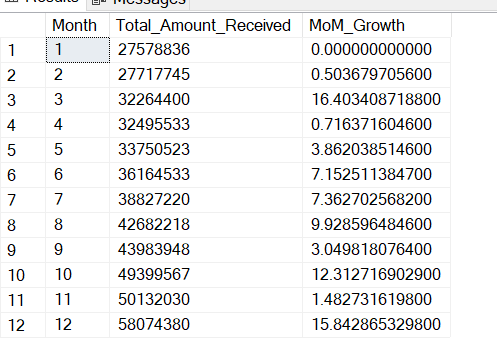 Results Messages
Month Total_Amount_Received MoM_Growth
1 1 27578836 0.000000000000
2 2 27717745 0.503679705600
3 3 32264400 16.403408718800
4 4 32495533 0.716371604600
5 5 33750523 3.862038514600
6 6 36164533 7.152511384700
7 7 38827220 7.362702568200
8 8 42682218 9.928596484600
9 9 43983948 3.049818076400
10 10 49399567 12.312716902900
11 11 50132030 1.482731619800
12 12 58074380 15.842865329800